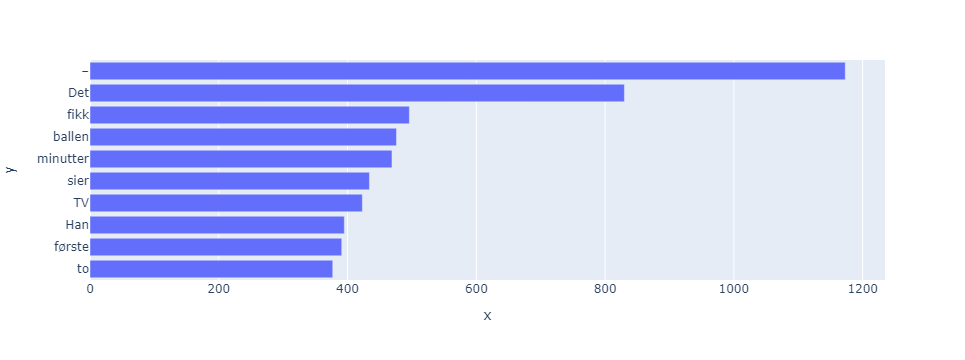 –
Det
fikk
ballen
minutter
sier
TV
Han
første
to
y
0 200 400 600 800 1000 1200
x